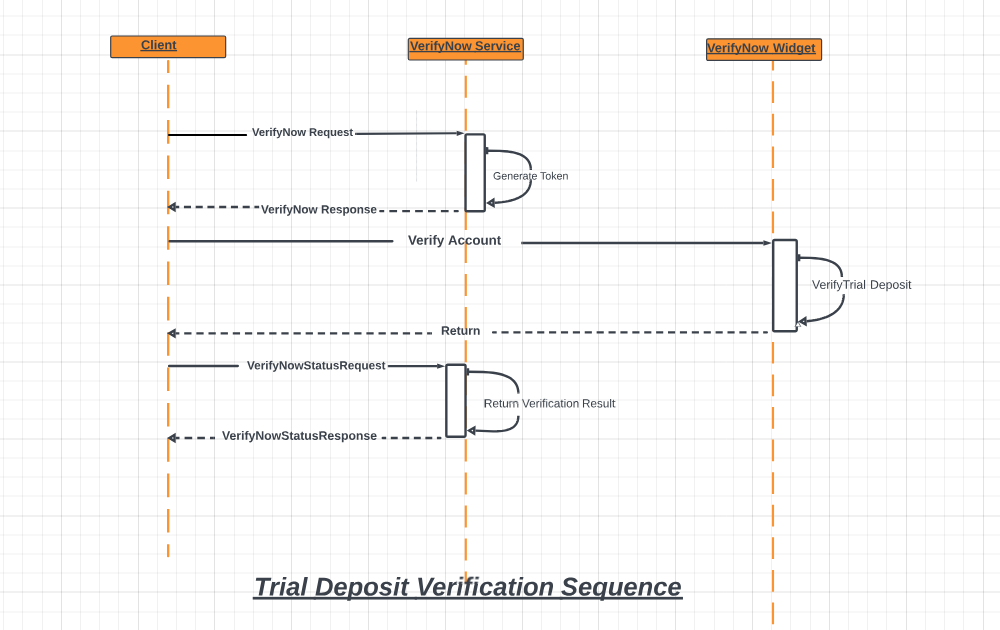 Client
VerifyNow Service
VerifyNow Widget
VerifyNow Request
Generate Token
VerifyNow Response
Verify Account
VerifyTrial Deposit
Return
VerifyNowStatusRequest
Return Verification Result
VerifyNowStatusResponse
Trial Deposit Verification Sequence